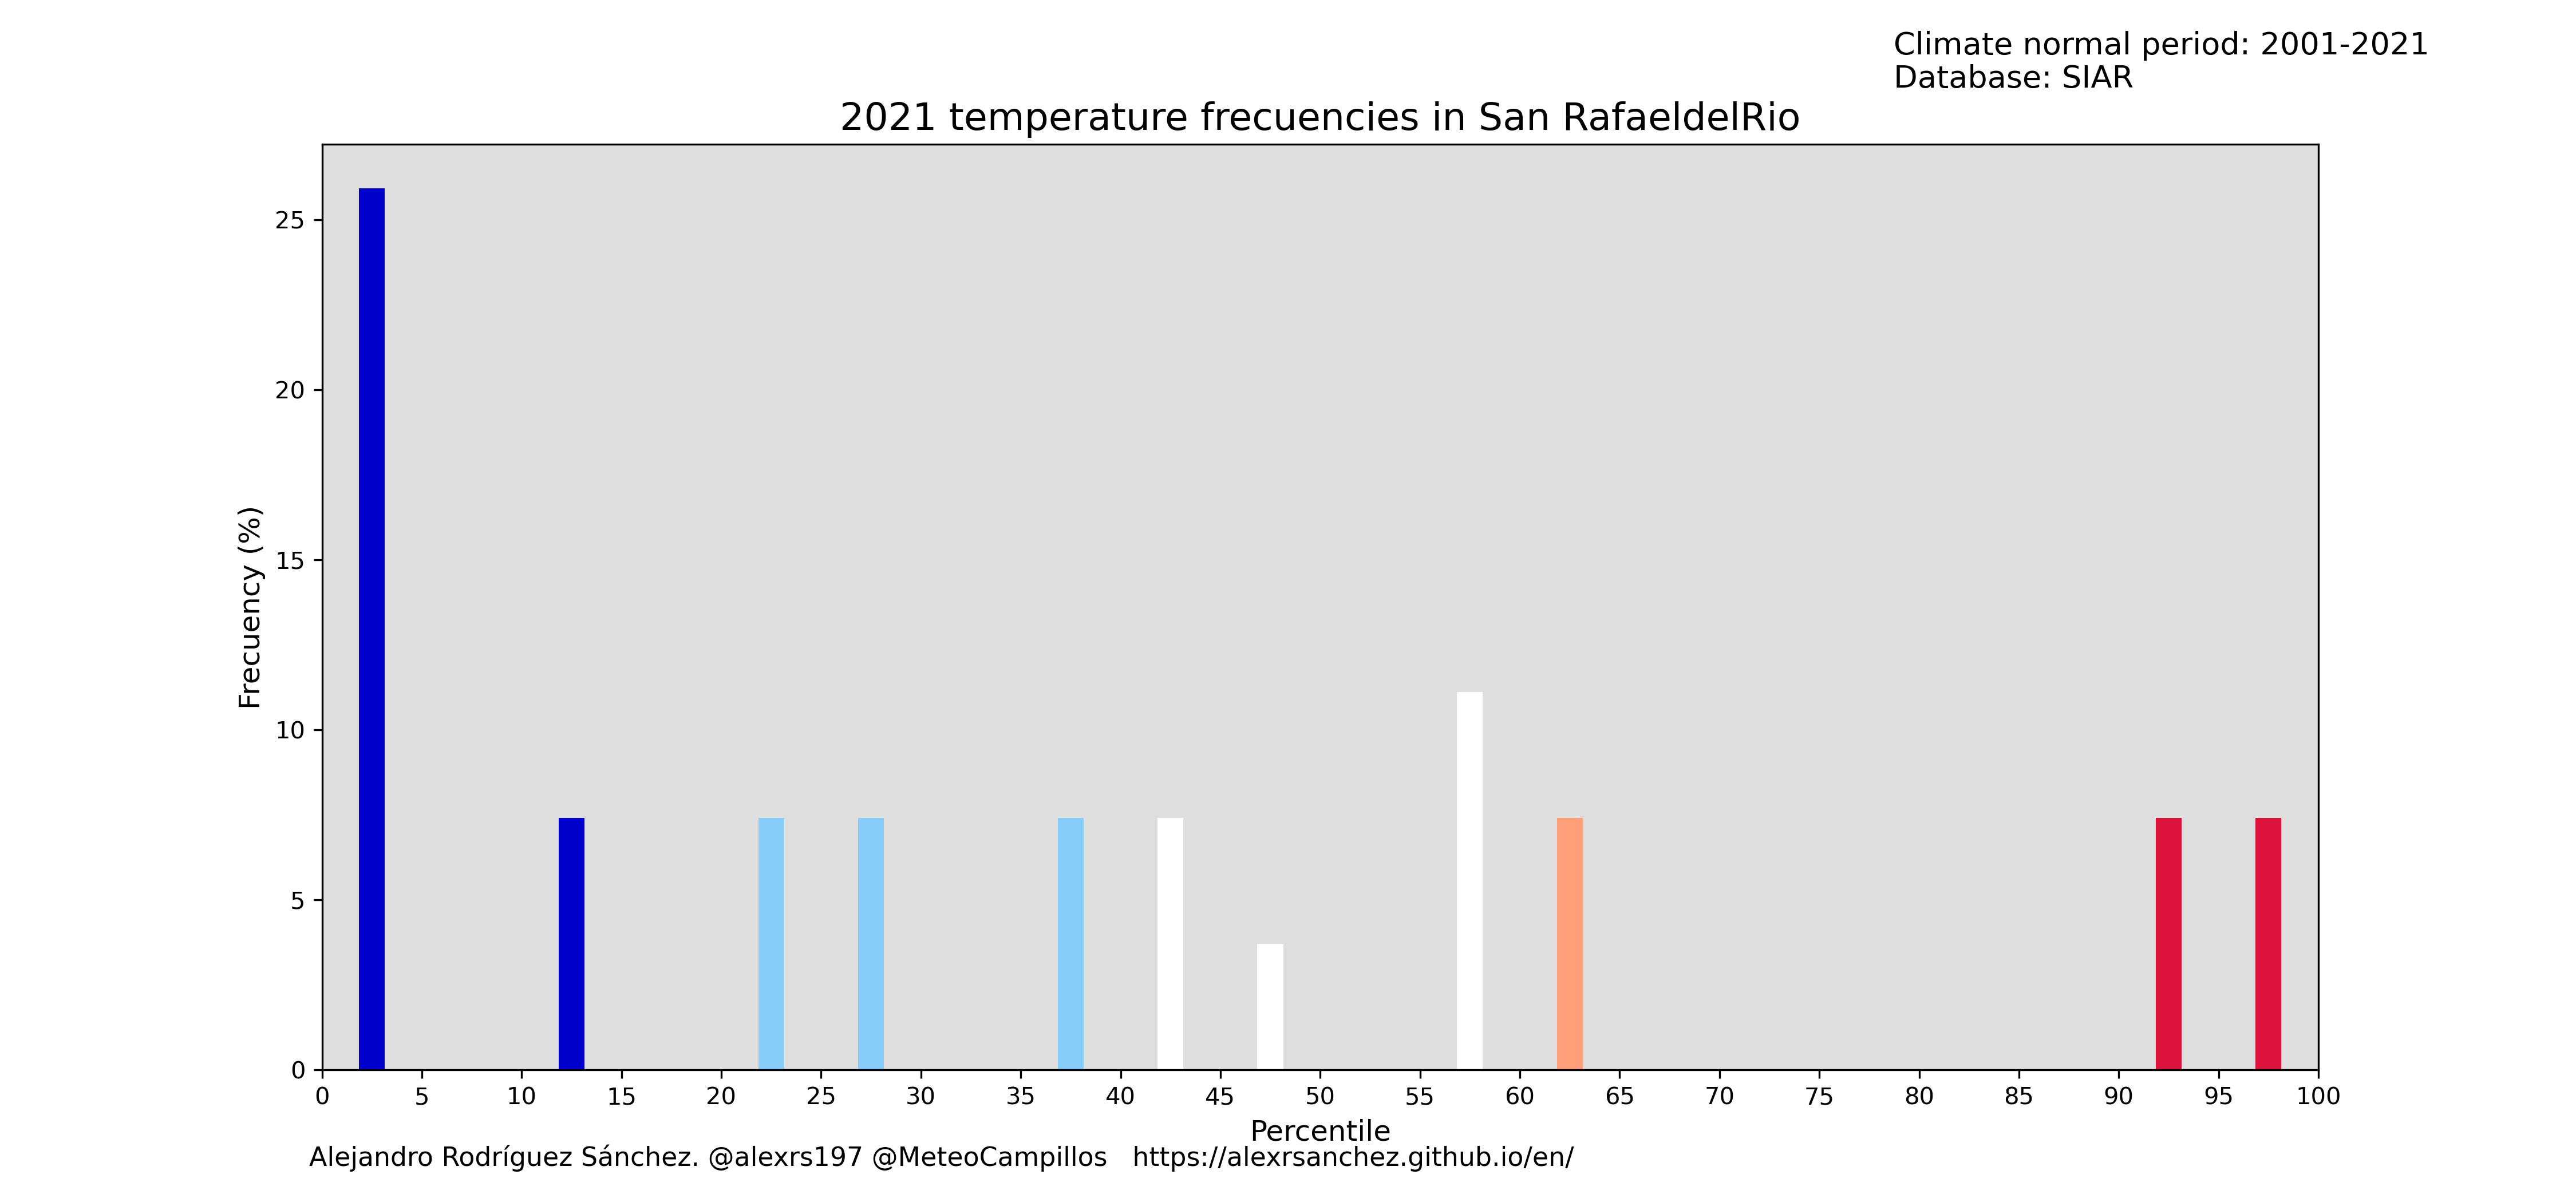 Climate normal period: 2001-2021
Database: SIAR
2021 temperature frecuencies in San RafaeldelRio
25
20
15
10
5
0
Frecuency (%)
0 5 10 15 20 25 30 35 40 45 50 55 60 65 70 75 80 85 90 95 100
Percentile
Alejandro Rodríguez Sánchez. @alexrs197 @MeteoCampillos https://alexrsanchez.github.io/en/